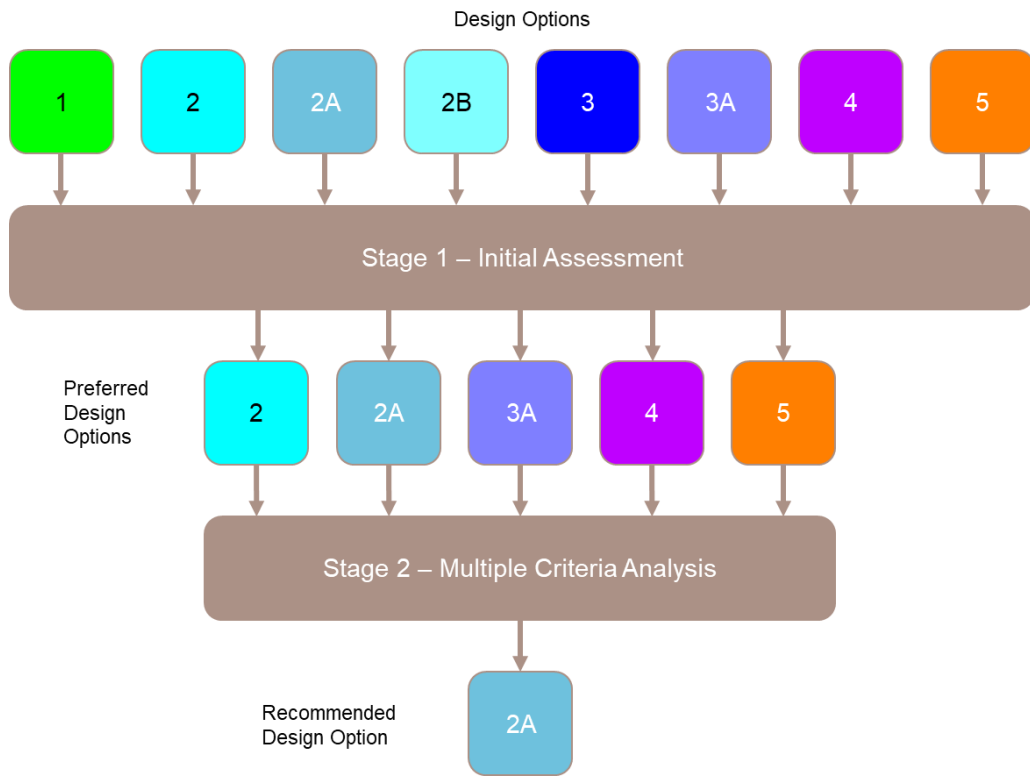 Design Options
1
2
2A
2B
3
3A
4
5
Stage 1 – Initial Assessment
Preferred
Design
Options
2
2A
3A
4
5
Stage 2 – Multiple Criteria Analysis
Recommended
Design Option
2A